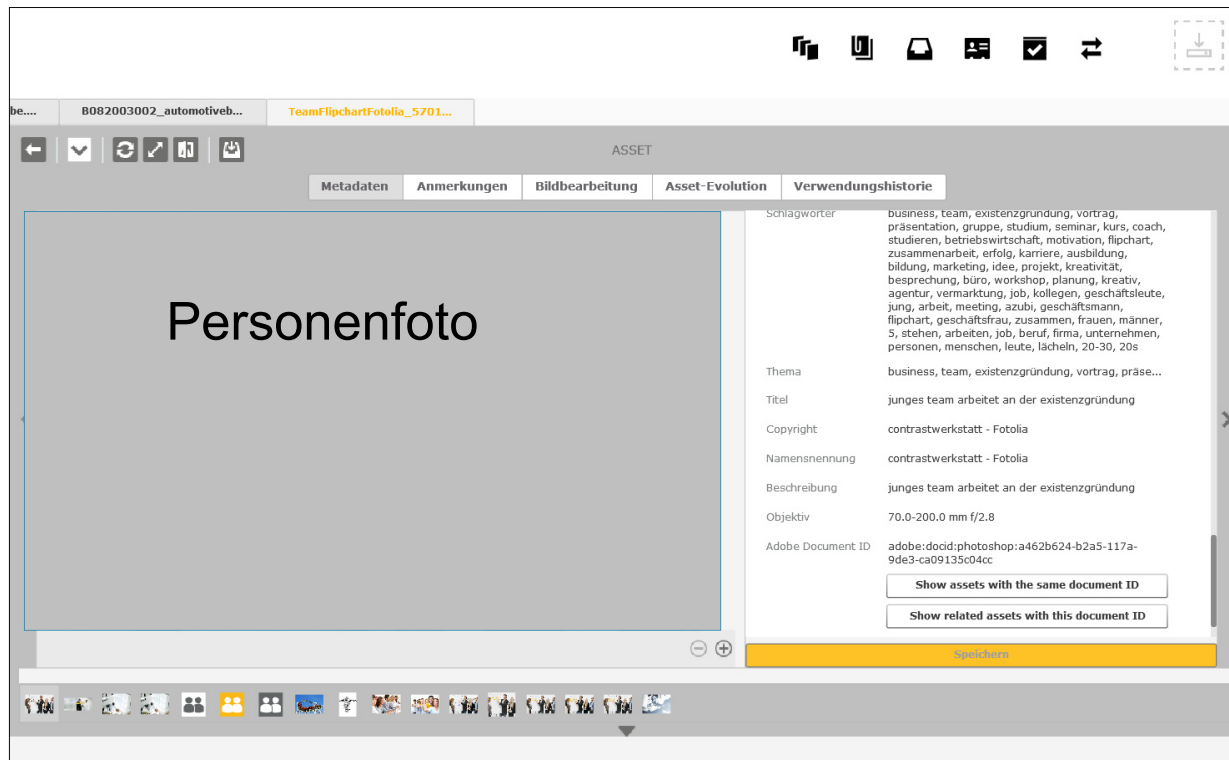 be....
B082003002_automotiveb...
TeamFlipchartFotolia_5701...
ASSET
Metadaten
Anmerkungen
Bildbearbeitung
Asset-Evolution
Verwendungshistorie
Personenfoto
Schlagwörter
business, team, existenzgründung, vortrag,
präsentation, gruppe, studium, seminar, kurs, coach,
studieren, betriebswirtschaft, motivation, flipchart,
zusammenarbeit, erfolg, karriere, ausbildung,
bildung, marketing, idee, projekt, kreativität,
besprechung, büro, workshop, planung, kreativ,
agentur, vermarktung, job, kollegen, geschäftsleute,
jung, arbeit, meeting, azubi, geschäftsmann,
flipchart, geschäftsfrau, zusammen, frauen, männer,
5, stehen, arbeiten, job, beruf, firma, unternehmen,
personen, menschen, leute, lächeln, 20-30, 20s
Thema
business, team, existenzgründung, vortrag, präse...
Titel
junges team arbeitet an der existenzgründung
Copyright
contrastwerkstatt - Fotolia
Namensnennung
contrastwerkstatt - Fotolia
Beschreibung
junges team arbeitet an der existenzgründung
Objektiv
70.0-200.0 mm f/2.8
Adobe Document ID
adobe:docid:photoshop:a462b624-b2a5-117a-
9de3-ca09135c04cc
Show assets with the same document ID
Show related assets with this document ID
Speichern